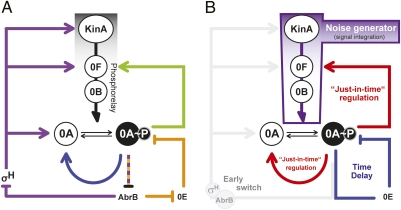 A
KinA
Phosphorelay
0F
0B
0A
0A~P
σH
AbrB
0E
B
KinA
Noise generator
(signal integration)
0F
0B
"Just-in-time"
regulation
0A
0A~P
"Just-in-time"
regulation
Time
Delay
Early
switch
σH
AbrB
0E